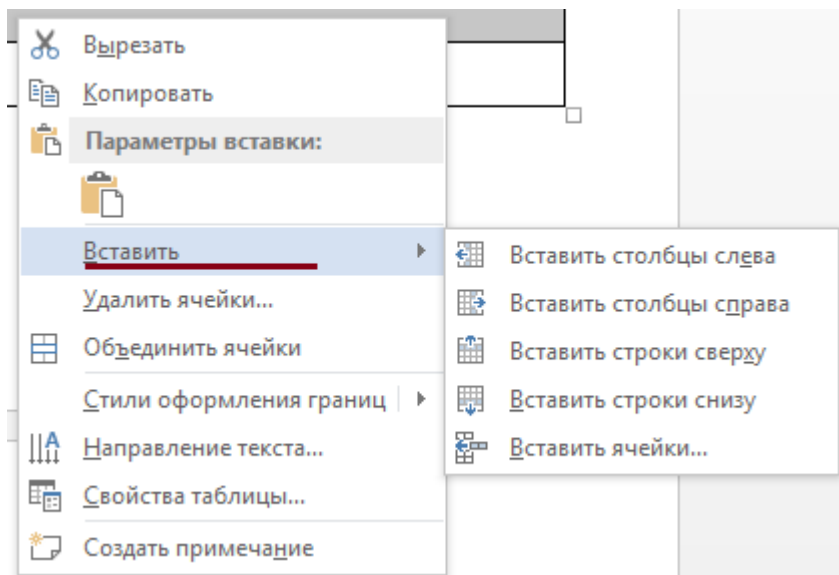 Вырезать
Копировать
Параметры вставки:
Вставить
Удалить ячейки...
Объединить ячейки
Стили оформления границ
Направление текста...
Свойства таблицы...
Создать примечание
Вставить столбцы слева
Вставить столбцы справа
Вставить строки сверху
Вставить строки снизу
Вставить ячейки...